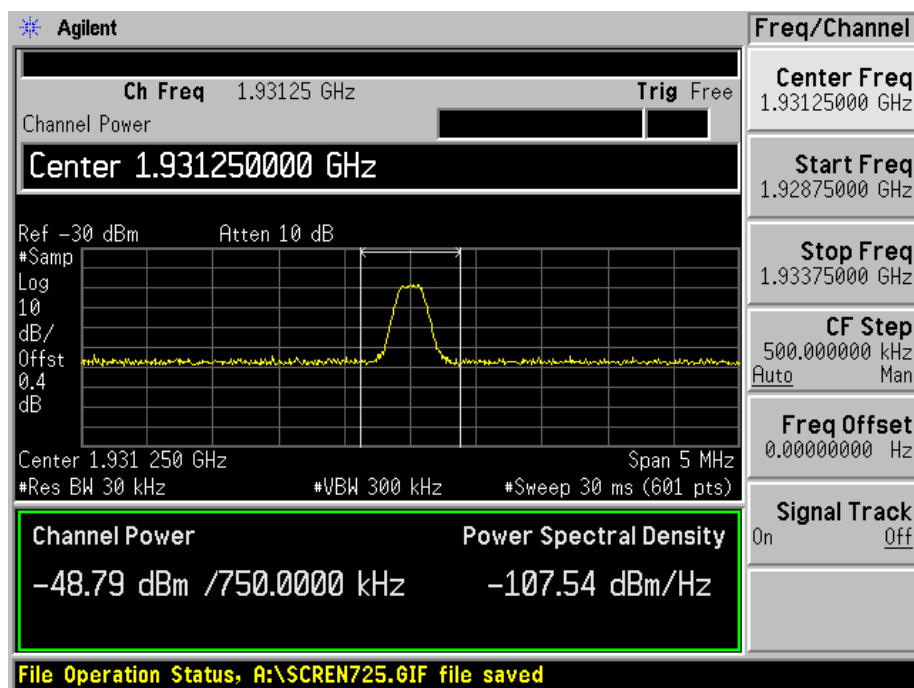 Agilent
Freq/Channel
Ch Freq 1.93125 GHz Trig Free
Channel Power
Center 1.931250000 GHz
Ref -30 dBm Atten 10 dB
#Samp
Log
10
dB/
Offst
0.4
dB
Center 1.931 250 GHz Span 5 MHz
#Res BW 30 kHz #VBW 300 kHz #Sweep 30 ms (601 pts)
Channel Power Power Spectral Density
-48.79 dBm /750.0000 kHz -107.54 dBm/Hz
File Operation Status, A:\SCREN725.GIF file saved
Center Freq
1.93125000 GHz
Start Freq
1.92875000 GHz
Stop Freq
1.93375000 GHz
CF Step
500.000000 kHz
Auto Man
Freq Offset
0.00000000 Hz
Signal Track
On Off